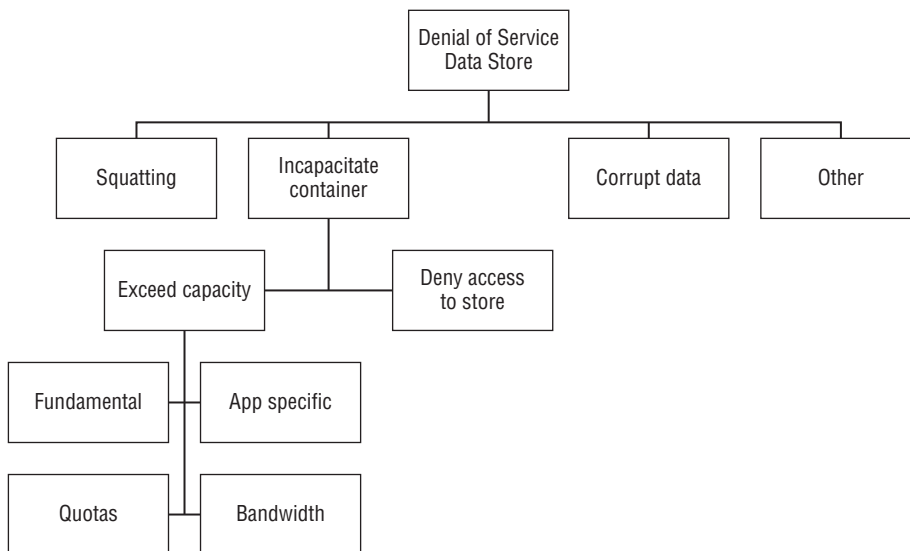 Denial of Service
Data Store
Squatting
Incapacitate
container
Corrupt data
Other
Exceed capacity
Deny access
to store
Fundamental
App specific
Quotas
Bandwidth